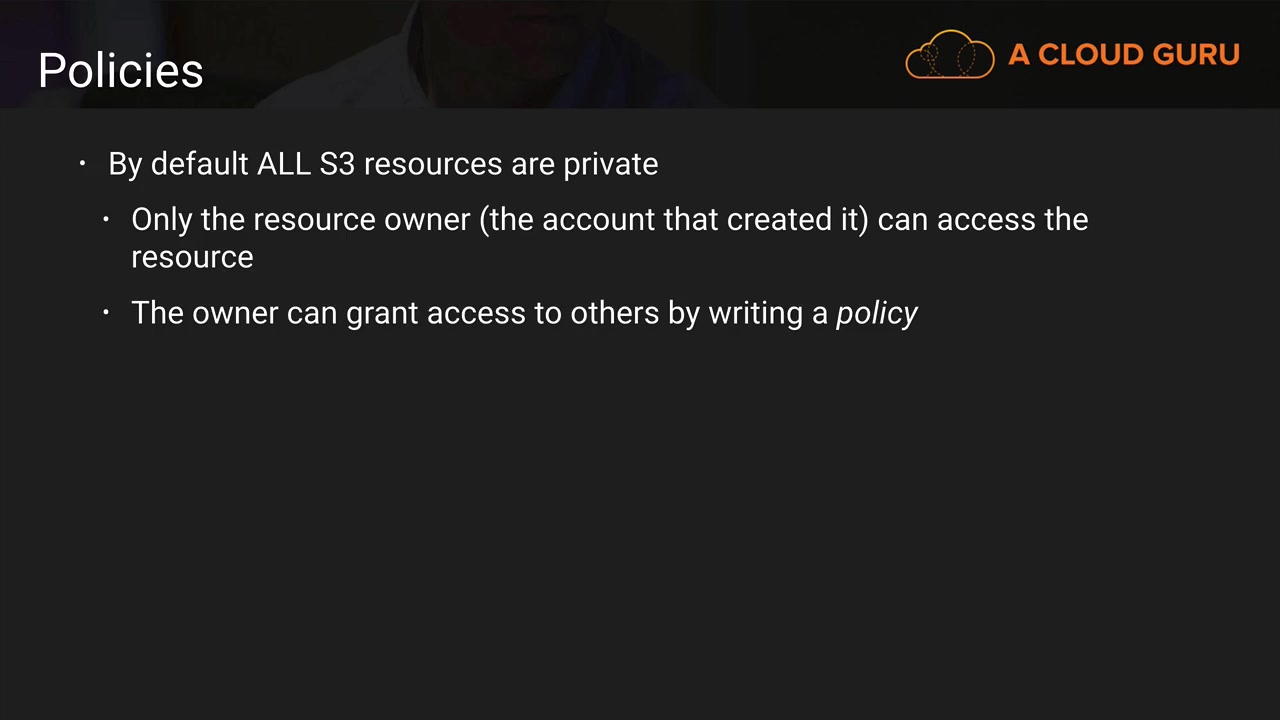 Policies
A CLOUD GURU
· By default ALL S3 resources are private
· Only the resource owner (the account that created it) can access the
resource
· The owner can grant access to others by writing a policy